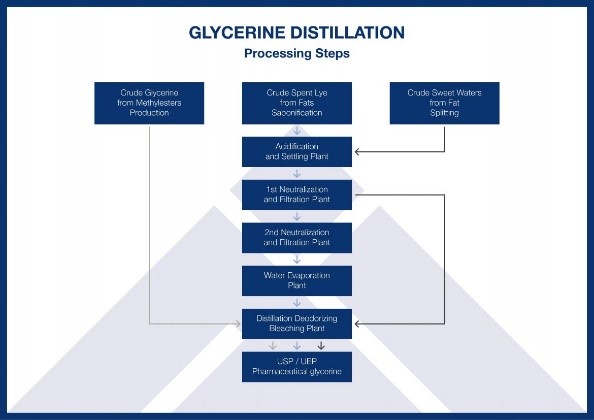 GLYCERINE DISTILLATION
Processing Steps
Crude Glycerine
from Methylesters
Production
Crude Spent Lye
from Fats
Saponification
Crude Sweet Waters
from Fat
Splitting
Acidification
and Settling Plant
1st Neutralization
and Filtration Plant
2nd Neutralization
and Filtration Plant
Water Evaporation
Plant
Distillation Deodorizing
Bleaching Plant
USP / UEP
Pharmaceutical glycerine